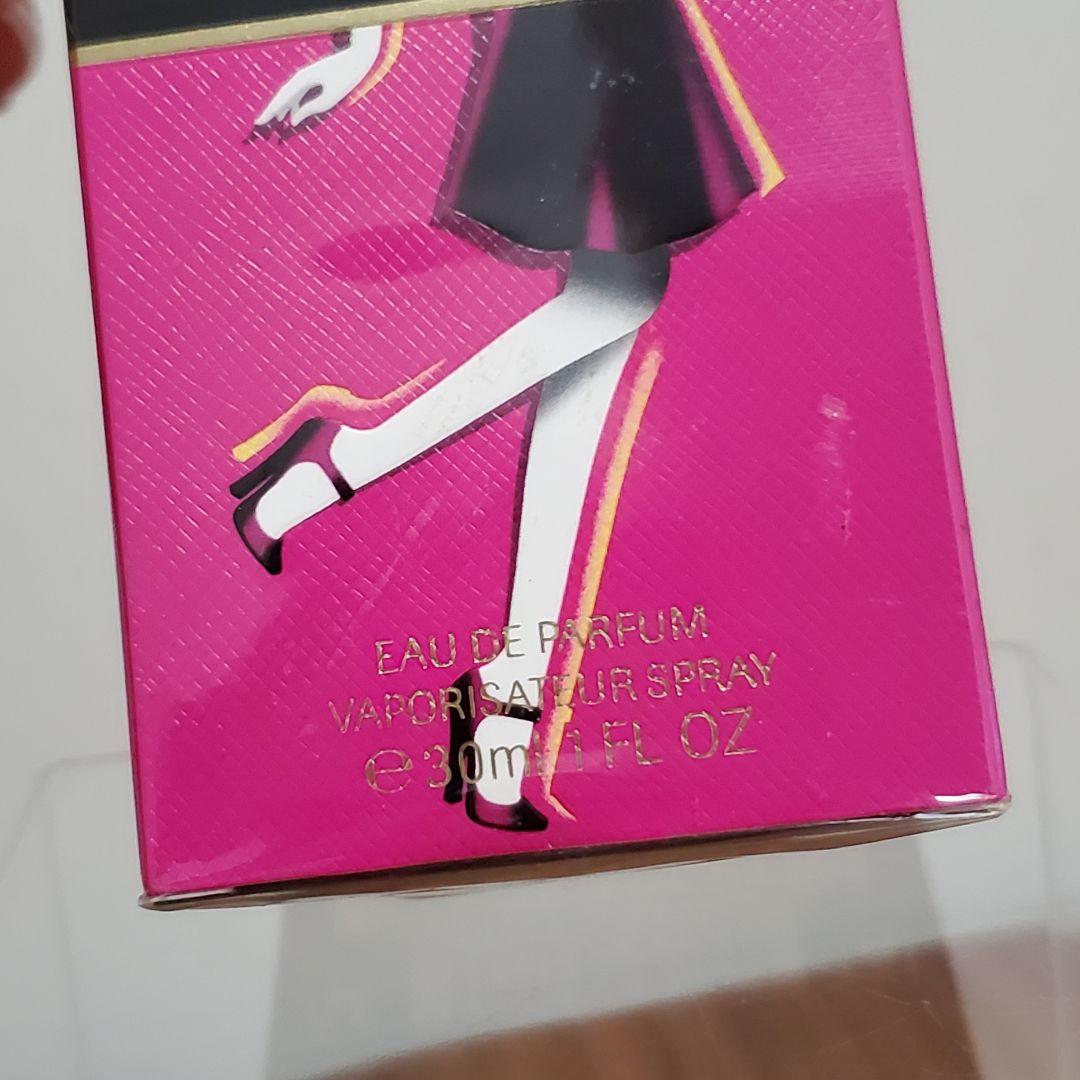 EAU DE PARFUM
VAPORISATEUR SPRAY
℮30ml 1 FL OZ